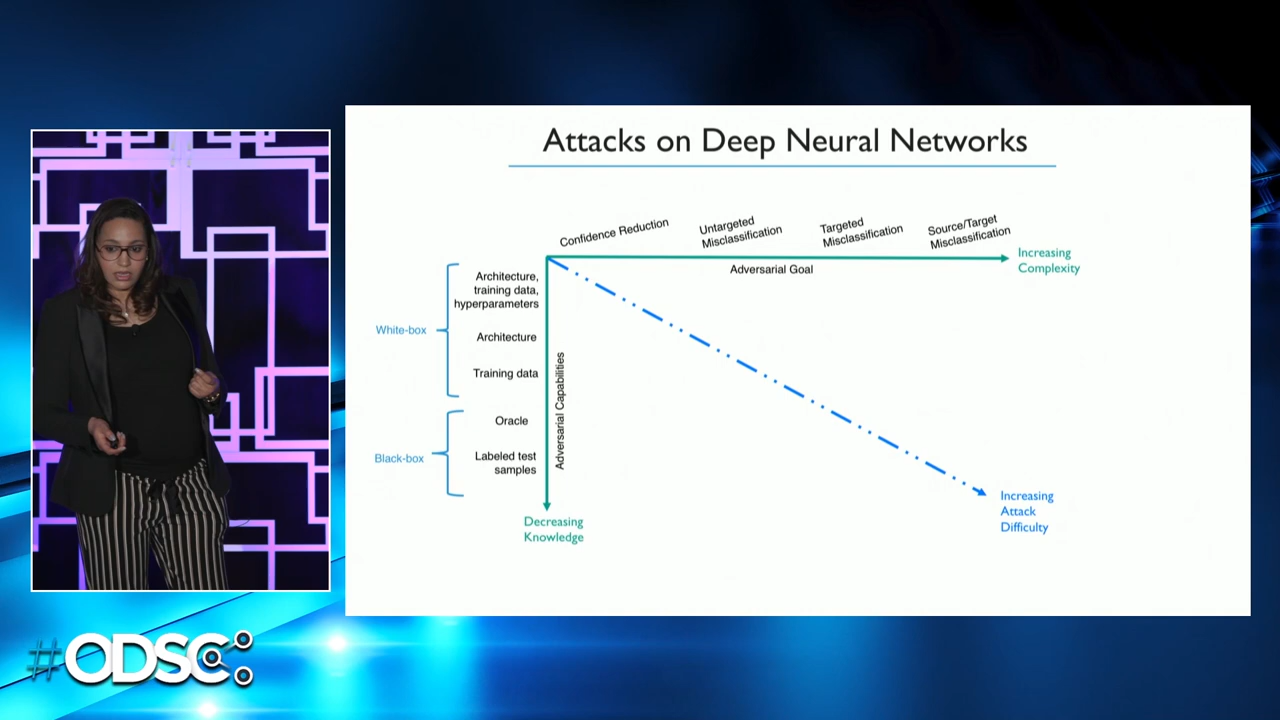 Attacks on Deep Neural Networks
Confidence Reduction
Untargeted
Misclassification
Targeted
Misclassification
Source/Target
Misclassification
Increasing
Complexity
Adversarial Goal
White-box
Architecture,
training data,
hyperparameters
Architecture
Training data
Black-box
Oracle
Labeled test
samples
Adversarial Capabilities
Decreasing
Knowledge
Increasing
Attack
Difficulty
#ODSC